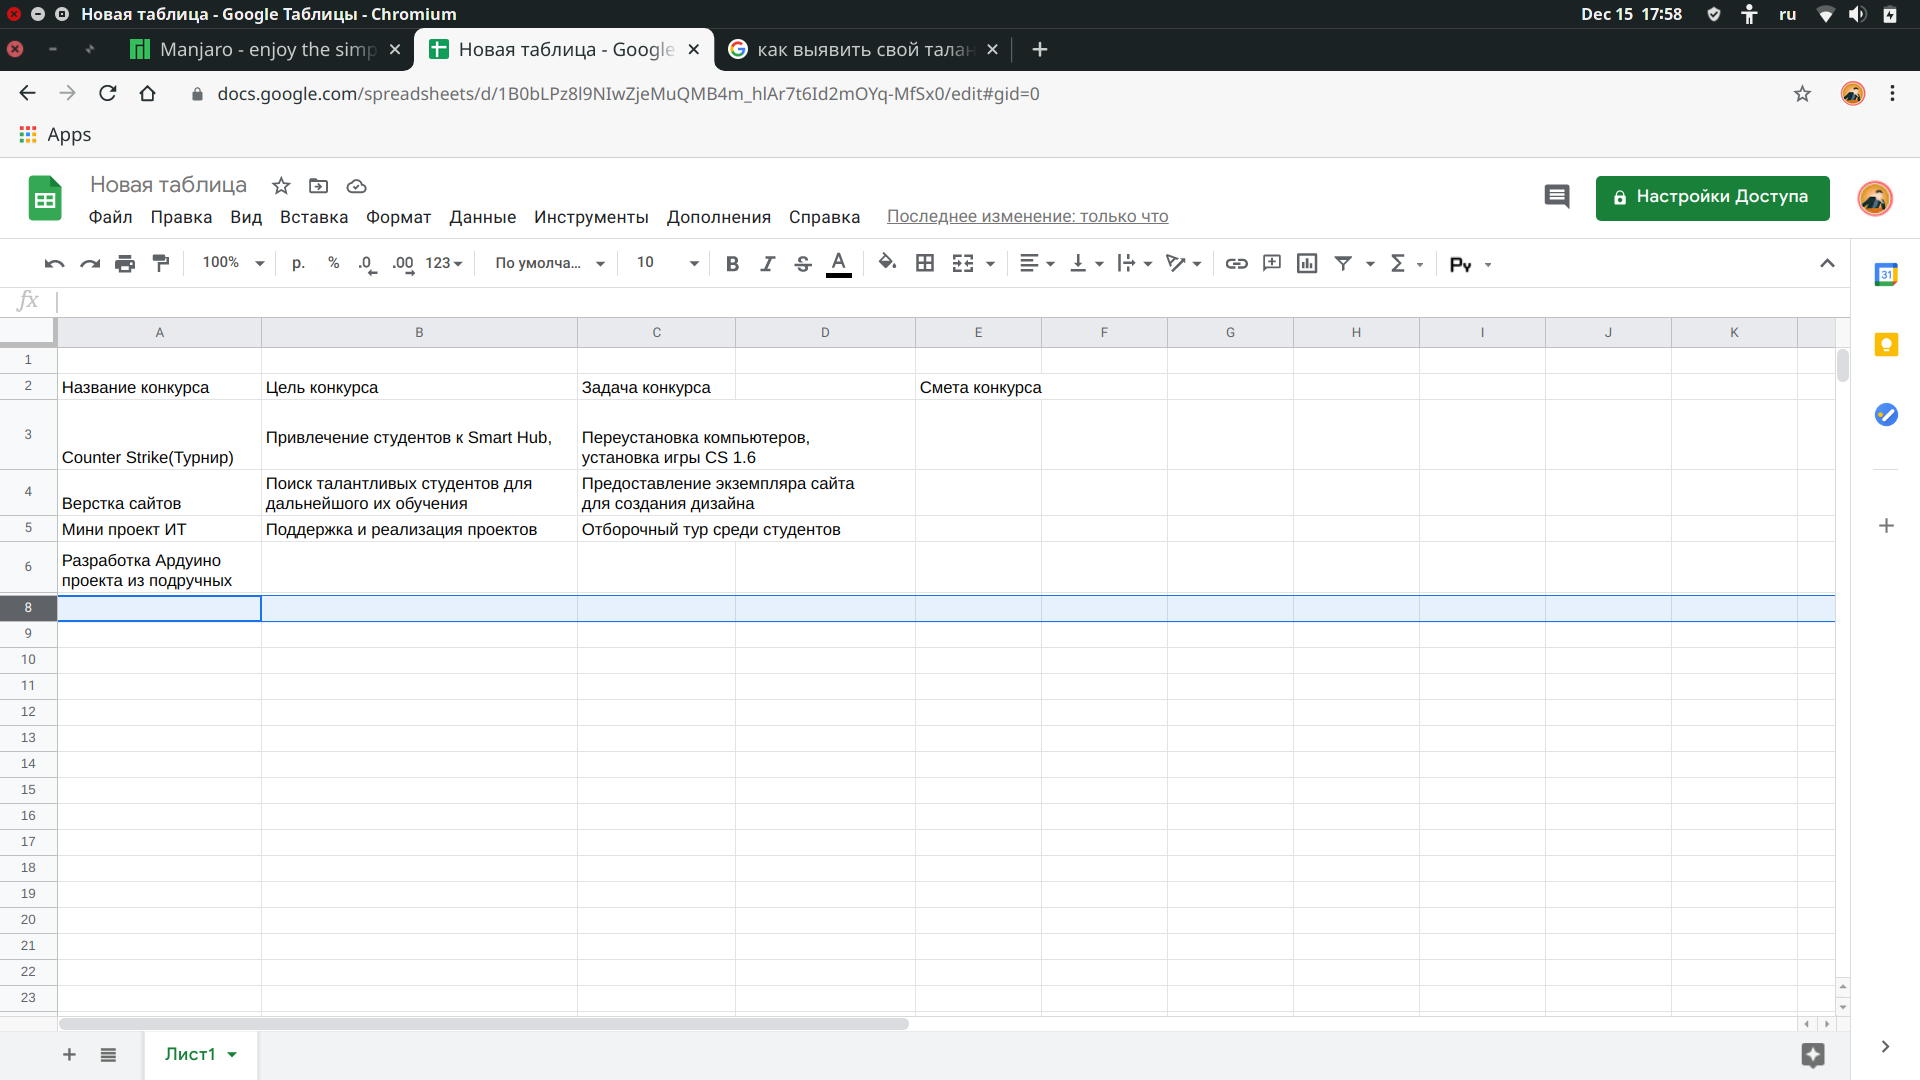 Новая таблица - Google Таблицы - Chromium
Dec 15 17:58
ru
Manjaro - enjoy the simp
Новая таблица - Google
как выявить свой талан
docs.google.com/spreadsheets/d/1B0bLPz8l9NIwZjeMuQMB4m_hlAr7t6Id2mOYq-MfSx0/edit#gid=0
Apps
Новая таблица
Файл Правка Вид Вставка Формат Данные Инструменты Дополнения Справка Последнее изменение: только что
Настройки Доступа
100% р. % .0 .00 123 По умолча... 10 B I S A Σ Py
31
fx
A B C D E F G H I J K
1
2 Название конкурса Цель конкурса Задача конкурса Смета конкурса
3 Counter Strike(Турнир) Привлечение студентов к Smart Hub, Переустановка компьютеров,
установка игры CS 1.6
4 Верстка сайтов Поиск талантливых студентов для Предоставление экземпляра сайта
дальнейшого их обучения для создания дизайна
5 Мини проект ИТ Поддержка и реализация проектов Отборочный тур среди студентов
6 Разработка Ардуино
проекта из подручных
8
9
10
11
12
13
14
15
16
17
18
19
20
21
22
23
Лист1